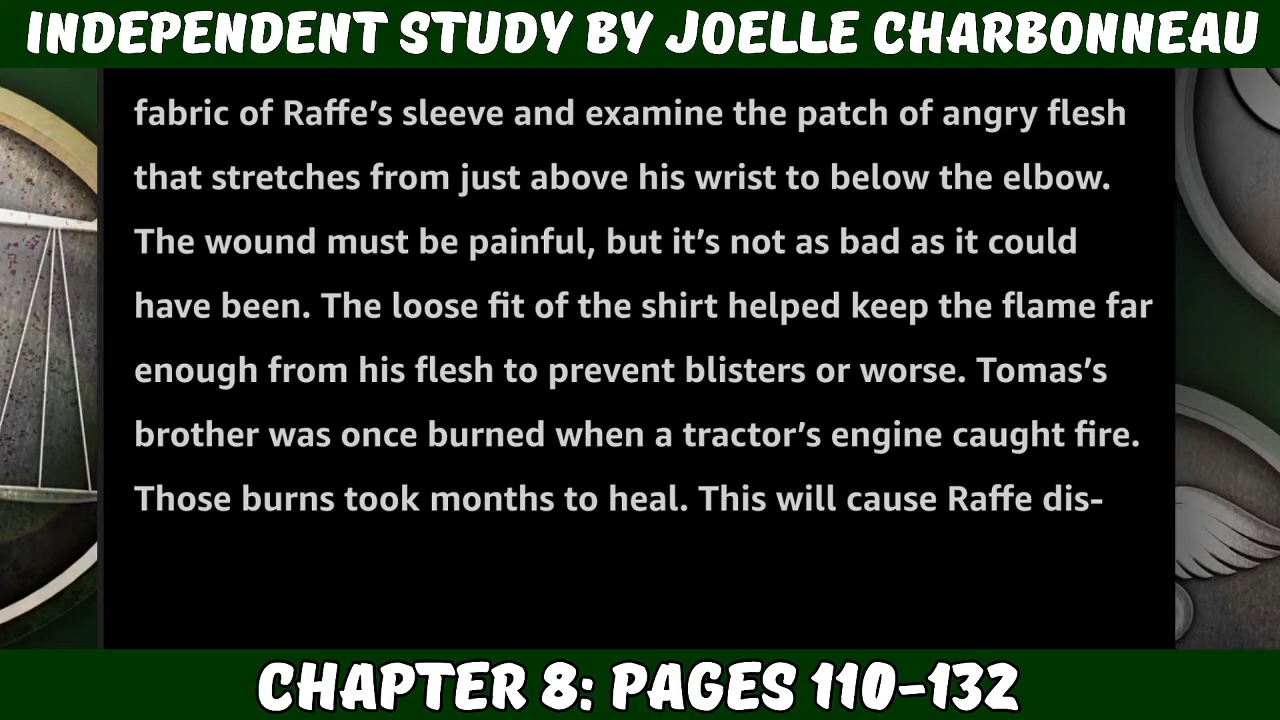 INDEPENDENT STUDY BY JOELLE CHARBONNEAU
fabric of Raffe’s sleeve and examine the patch of angry flesh
that stretches from just above his wrist to below the elbow.
The wound must be painful, but it’s not as bad as it could
have been. The loose fit of the shirt helped keep the flame far
enough from his flesh to prevent blisters or worse. Tomas’s
brother was once burned when a tractor’s engine caught fire.
Those burns took months to heal. This will cause Raffe dis-
CHAPTER 8: PAGES 110-132